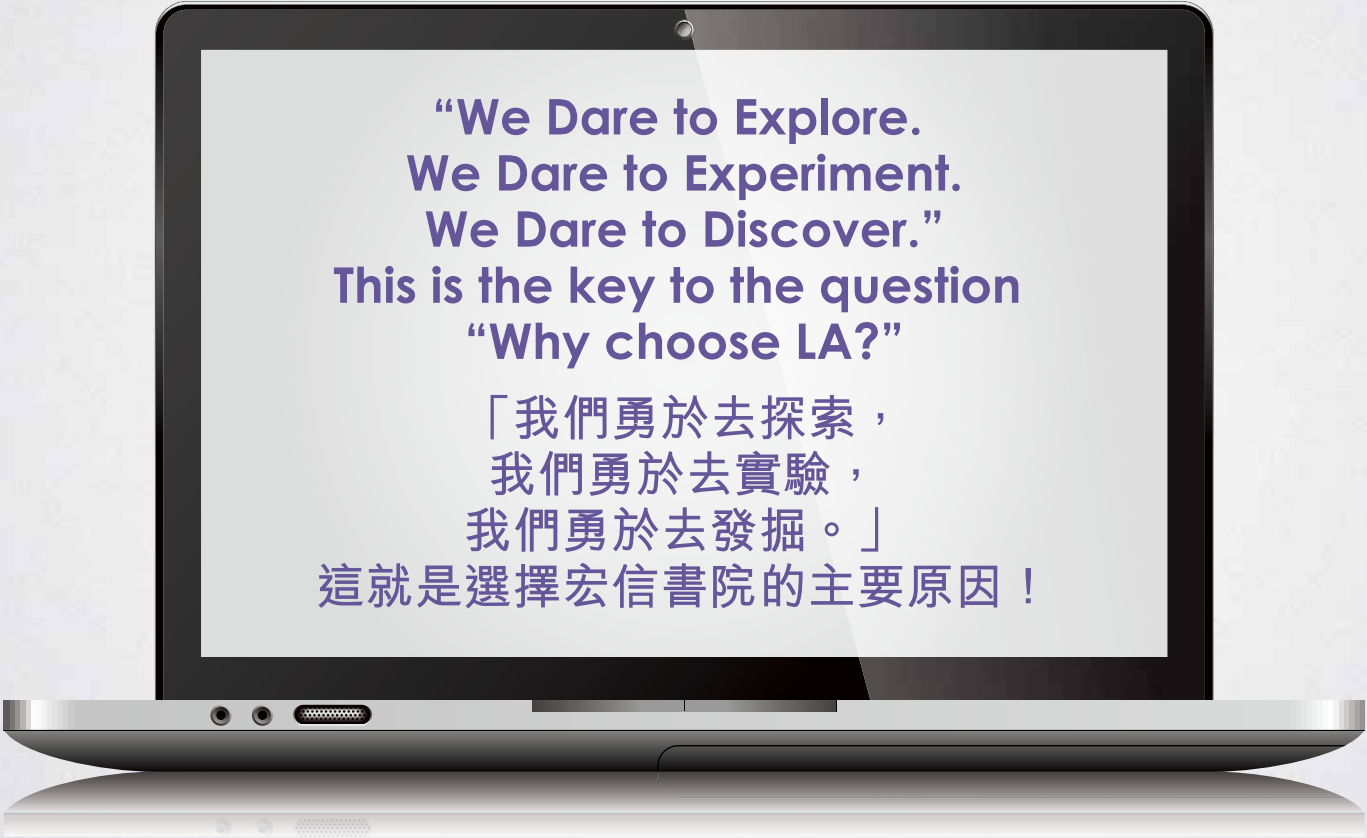 “We Dare to Explore.
We Dare to Experiment.
We Dare to Discover.”
This is the key to the question
“Why choose LA?”
「我們勇於去探索，
我們勇於去實驗，
我們勇於去發掘。」
這就是選擇宏信書院的主要原因！